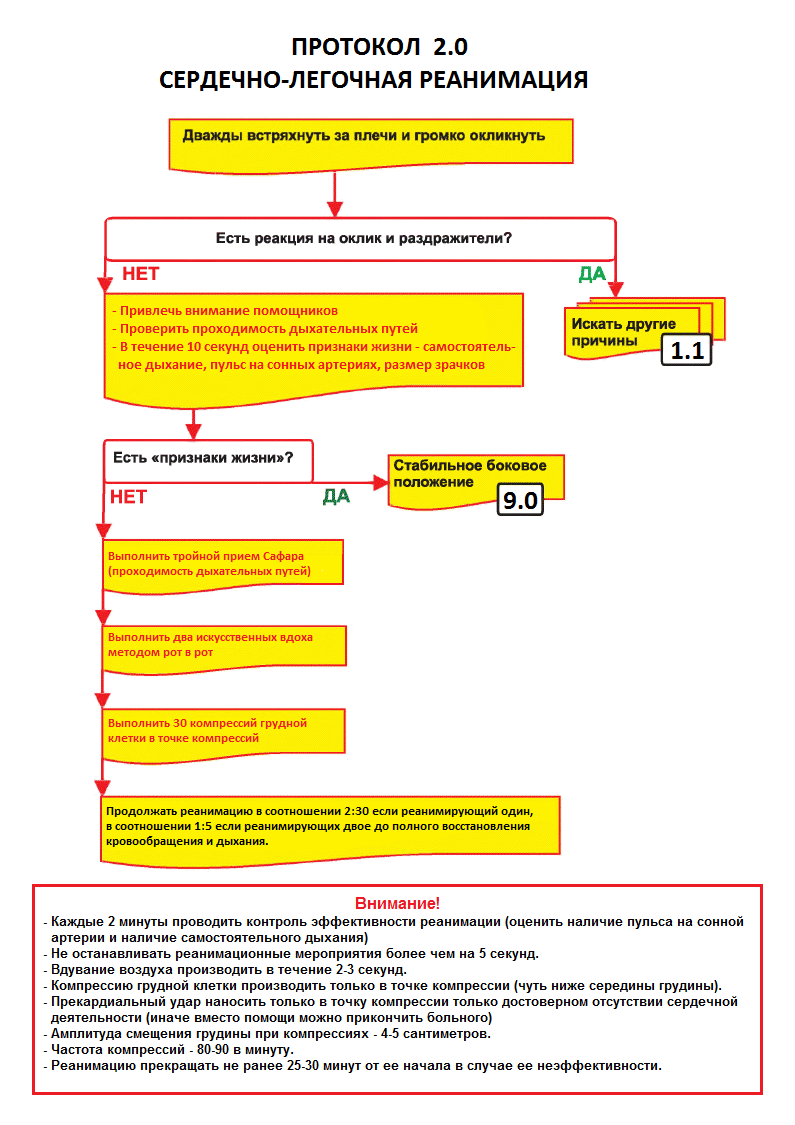 ПРОТОКОЛ 2.0
СЕРДЕЧНО-ЛЕГОЧНАЯ РЕАНИМАЦИЯ
Дважды встряхнуть за плечи и громко окликнуть
Есть реакция на оклик и раздражители?
НЕТ
ДА
- Привлечь внимание помощников
- Проверить проходимость дыхательных путей
- В течение 10 секунд оценить признаки жизни - самостоятель-
ное дыхание, пульс на сонных артериях, размер зрачков
Искать другие
причины
1.1
Есть «признаки жизни»?
НЕТ
ДА
Стабильное боковое
положение
9.0
Выполнить тройной прием Сафара
(проходимость дыхательных путей)
Выполнить два искусственных вдоха
методом рот в рот
Выполнить 30 компрессий грудной
клетки в точке компрессий
Продолжать реанимацию в соотношении 2:30 если реанимирующий один,
в соотношении 1:5 если реанимирующих двое до полного восстановления
кровообращения и дыхания.
Внимание!
- Каждые 2 минуты проводить контроль эффективности реанимации (оценить наличие пульса на сонной
артерии и наличие самостоятельного дыхания)
- Не останавливать реанимационные мероприятия более чем на 5 секунд.
- Вдувание воздуха производить в течение 2-3 секунд.
- Компрессию грудной клетки производить только в точке компрессии (чуть ниже середины грудины).
- Прекардиальный удар наносить только в точку компрессии только достоверном отсутствии сердечной
деятельности (иначе вместо помощи можно прикончить больного)
- Амплитуда смещения грудины при компрессиях - 4-5 сантиметров.
- Частота компрессий - 80-90 в минуту.
- Реанимацию прекращать не ранее 25-30 минут от ее начала в случае ее неэффективности.